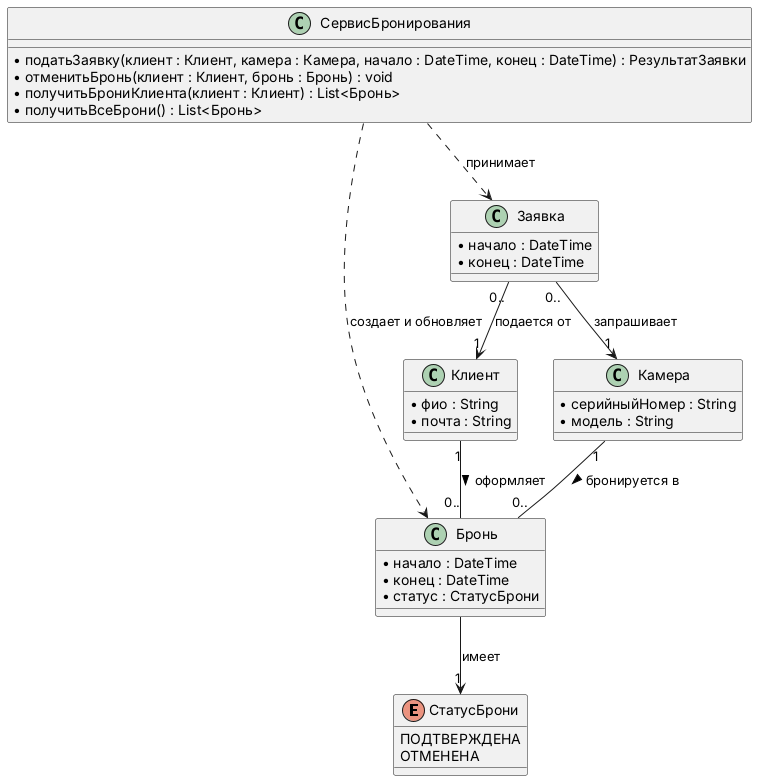 C СервисБронирования
• податьЗаявку(клиент : Клиент, камера : Камера, начало : DateTime, конец : DateTime) : РезультатЗаявки
• отменитьБронь(клиент : Клиент, бронь : Бронь) : void
• получитьБрониКлиента(клиент : Клиент) : List<Бронь>
• получитьВсеБрони() : List<Бронь>
принимает
C Заявка
• начало : DateTime
• конец : DateTime
0..
0..
создает и обновляет
подается от
запрашивает
1
1
C Клиент
• фио : String
• почта : String
C Камера
• серийныйНомер : String
• модель : String
1
1
оформляет
бронируется в
0..
0..
C Бронь
• начало : DateTime
• конец : DateTime
• статус : СтатусБрони
имеет
1
E СтатусБрони
ПОДТВЕРЖДЕНА
ОТМЕНЕНА